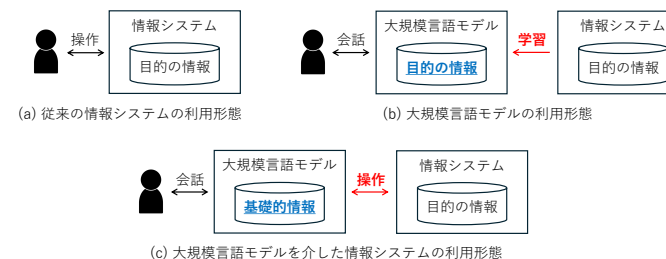 操作
情報システム
目的の情報
(a) 従来の情報システムの利用形態
会話
大規模言語モデル
目的の情報
学習
情報システム
目的の情報
(b) 大規模言語モデルの利用形態
会話
大規模言語モデル
基礎的情報
操作
情報システム
目的の情報
(c) 大規模言語モデルを介した情報システムの利用形態